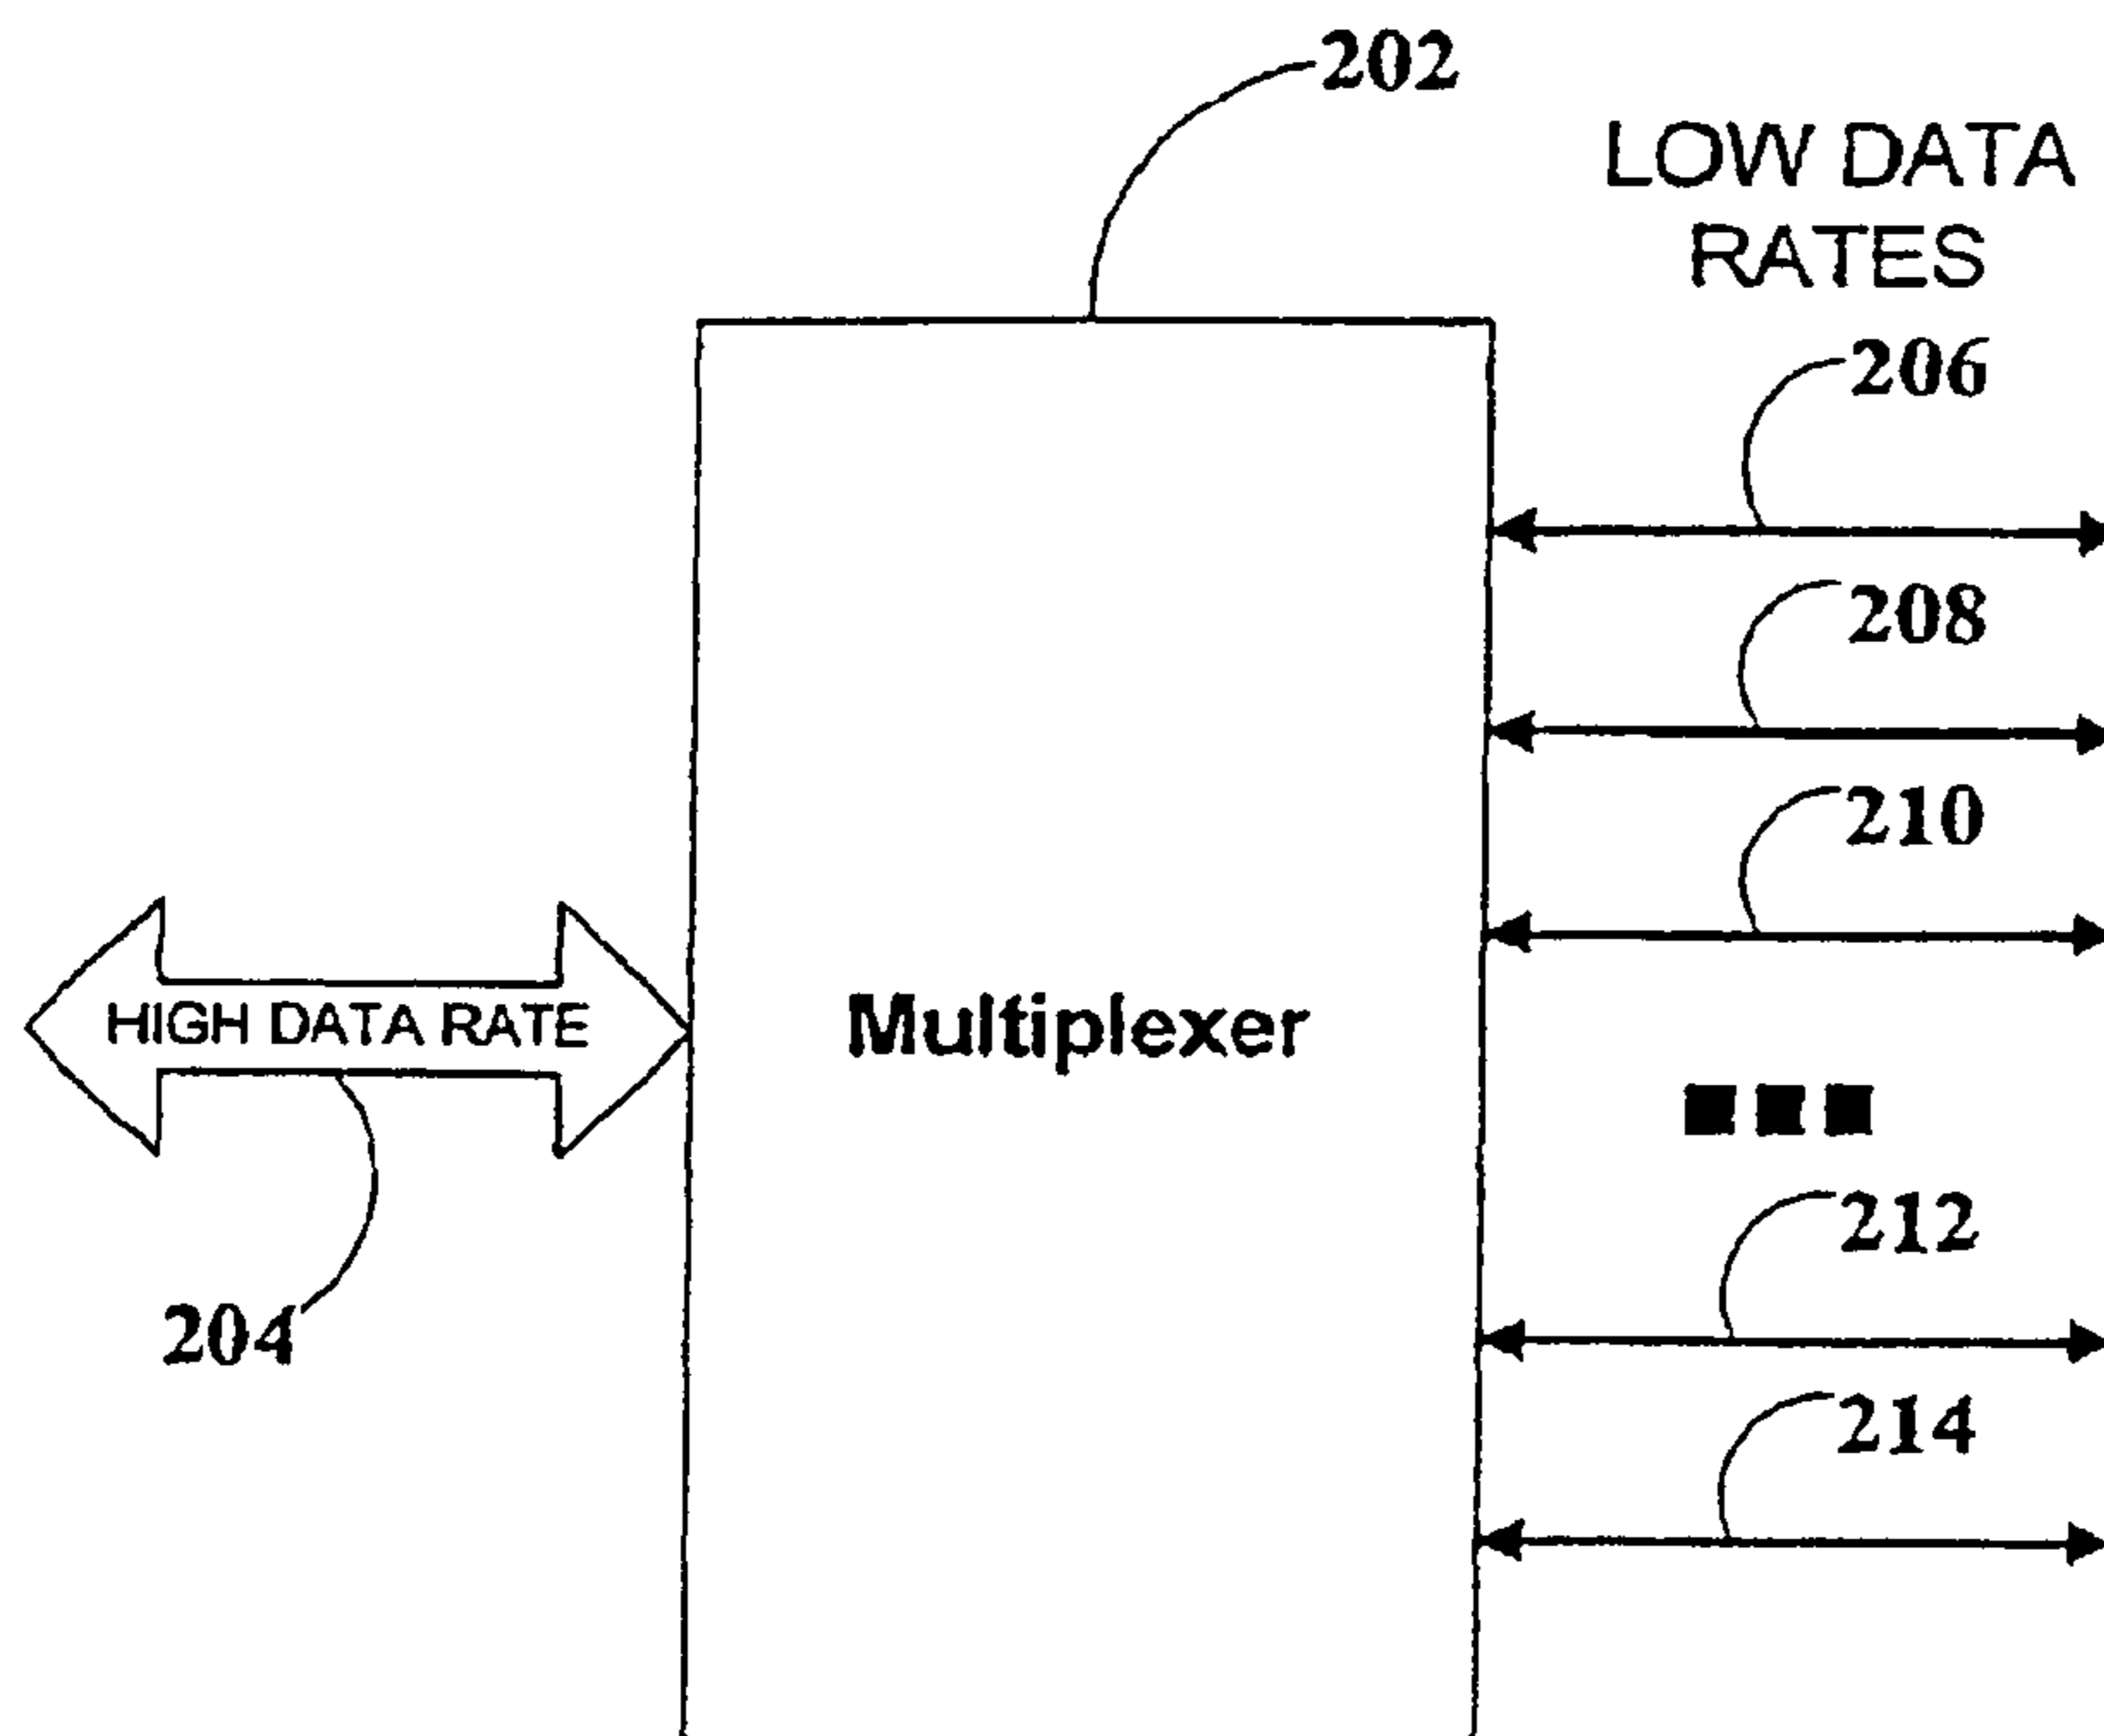 202
LOW DATA
RATES
206
208
210
HIGH DATA RATE
Multiplexer
212
204
214